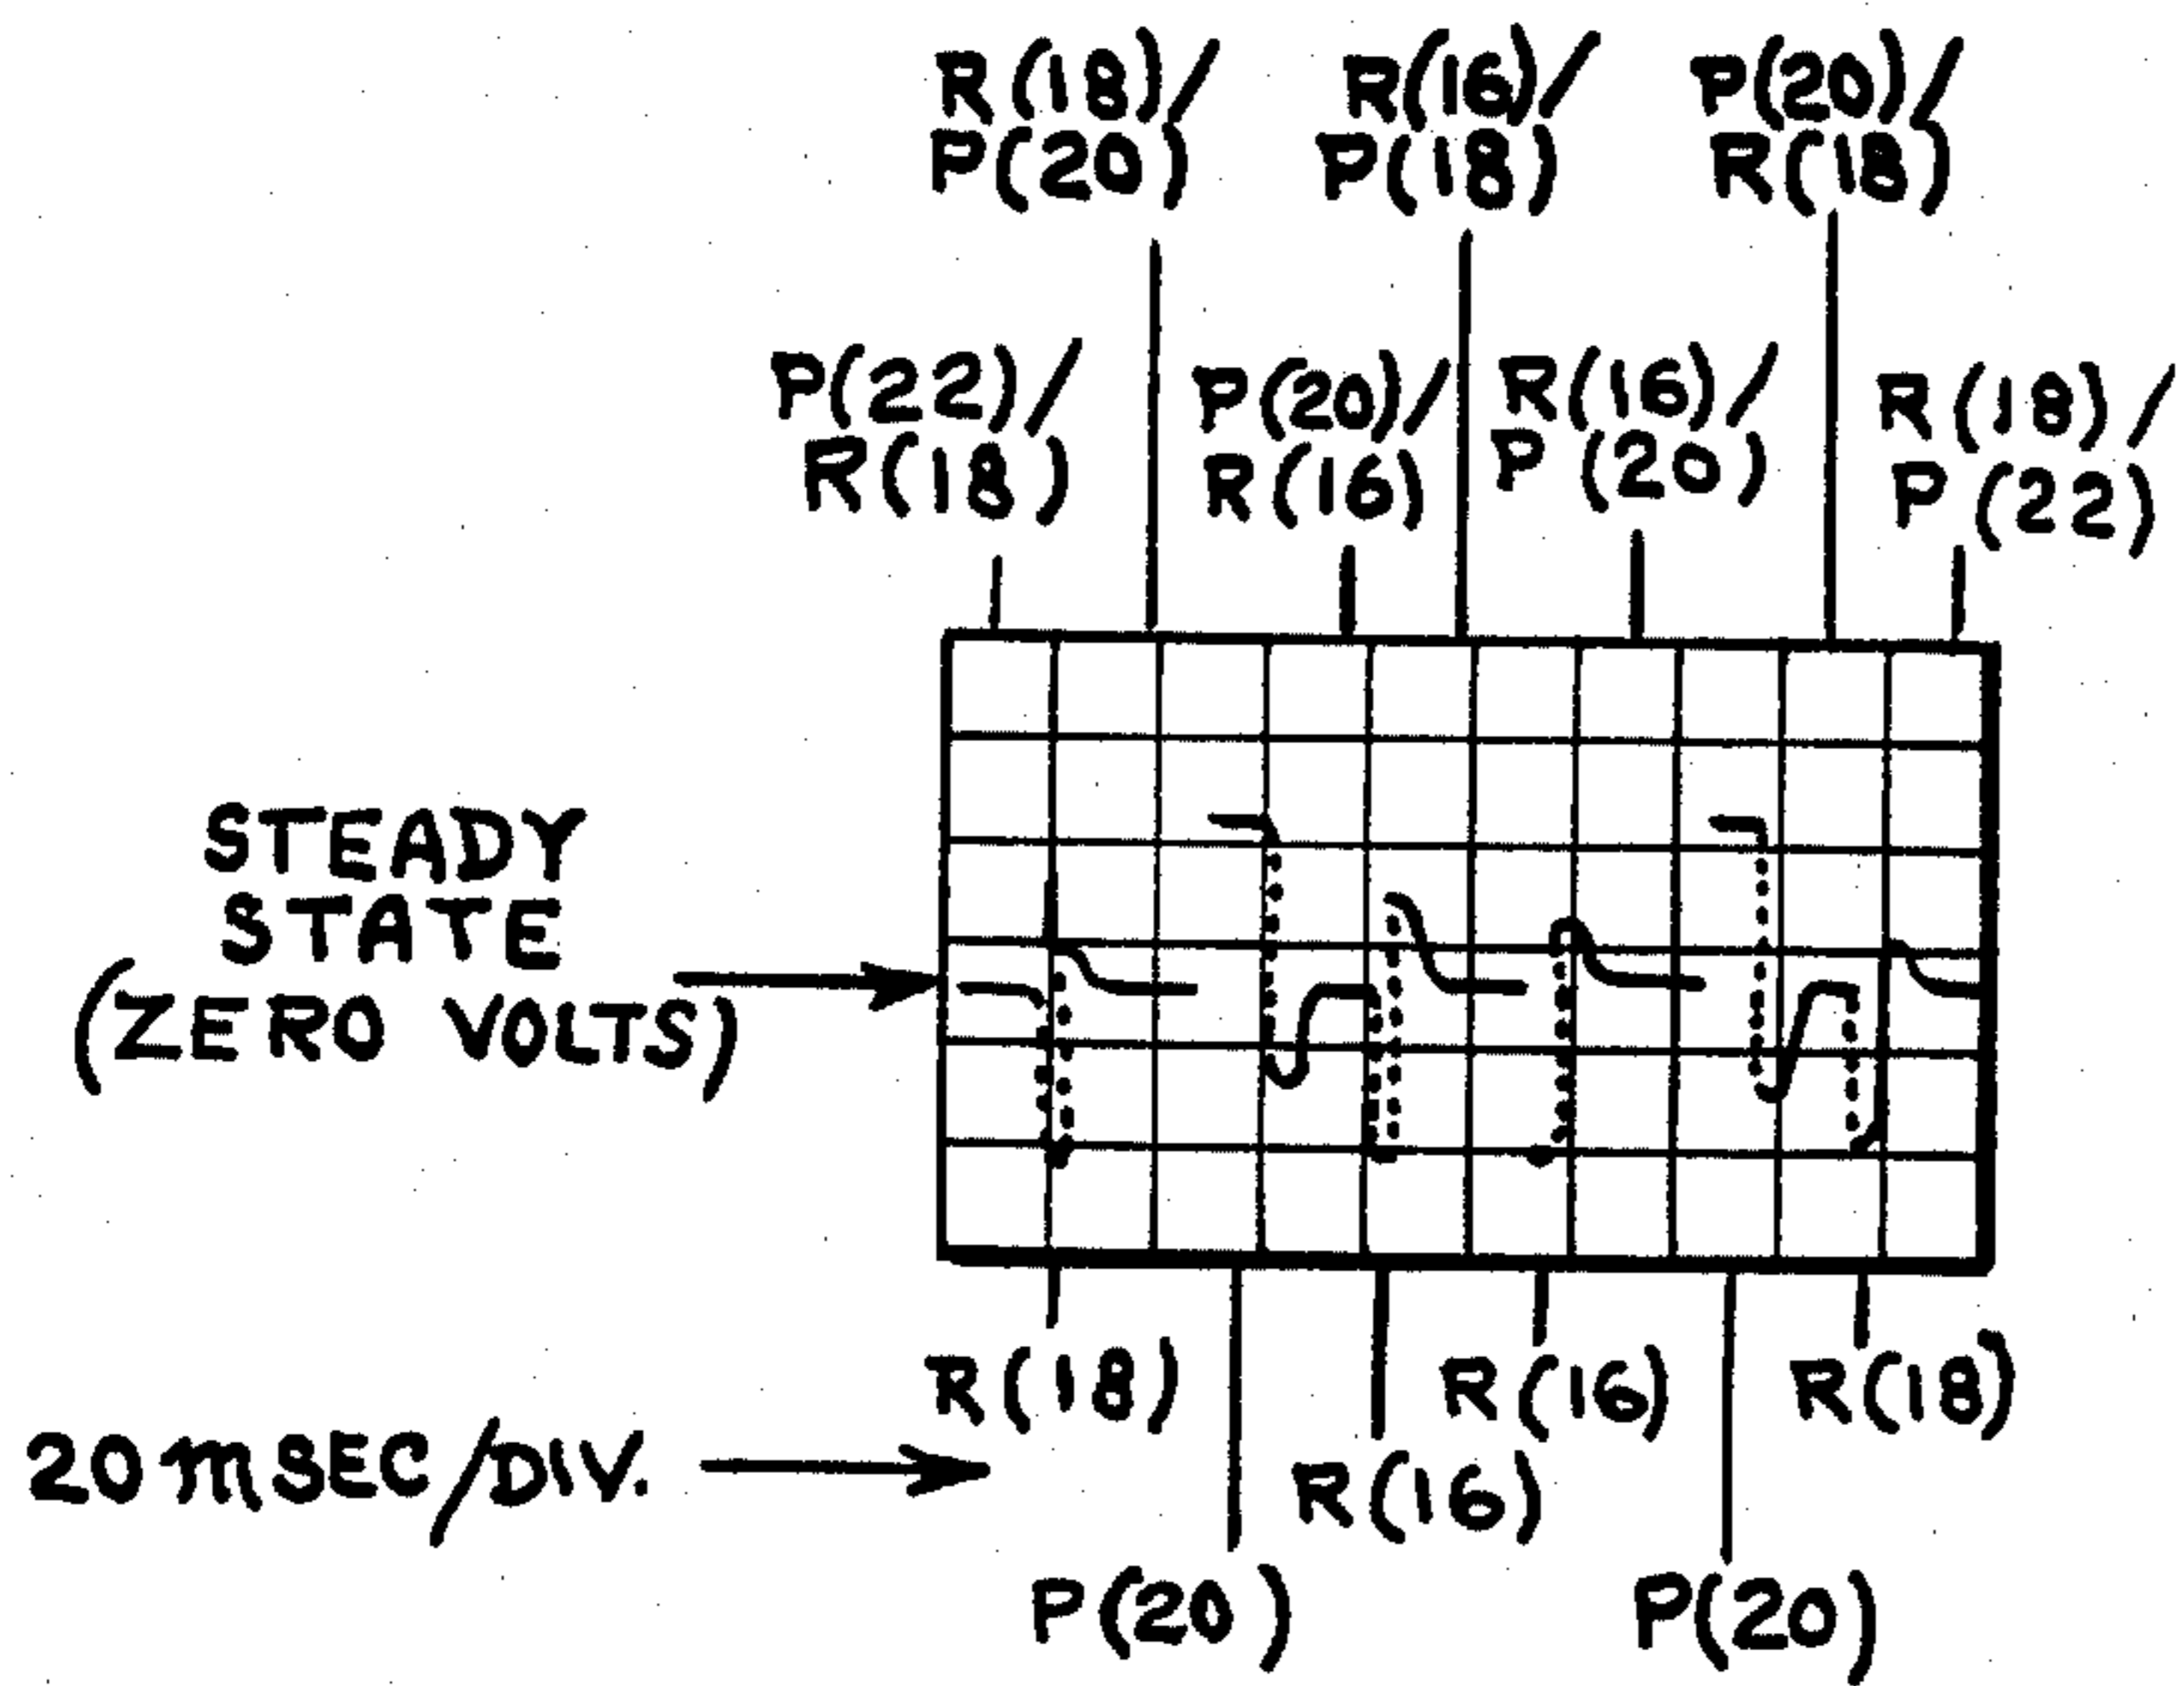 R(18)/
P(20)
R(16)/
P(18)
P(20)/
R(18)
P(22)/
R(18)
P(20)/
R(16)
R(16)/
P(20)
R(18)/
P(22)
STEADY
STATE
(ZERO VOLTS)
R(18)
R(16)
R(18)
20 mSEC/DIV.
R(16)
P(20)
P(20)